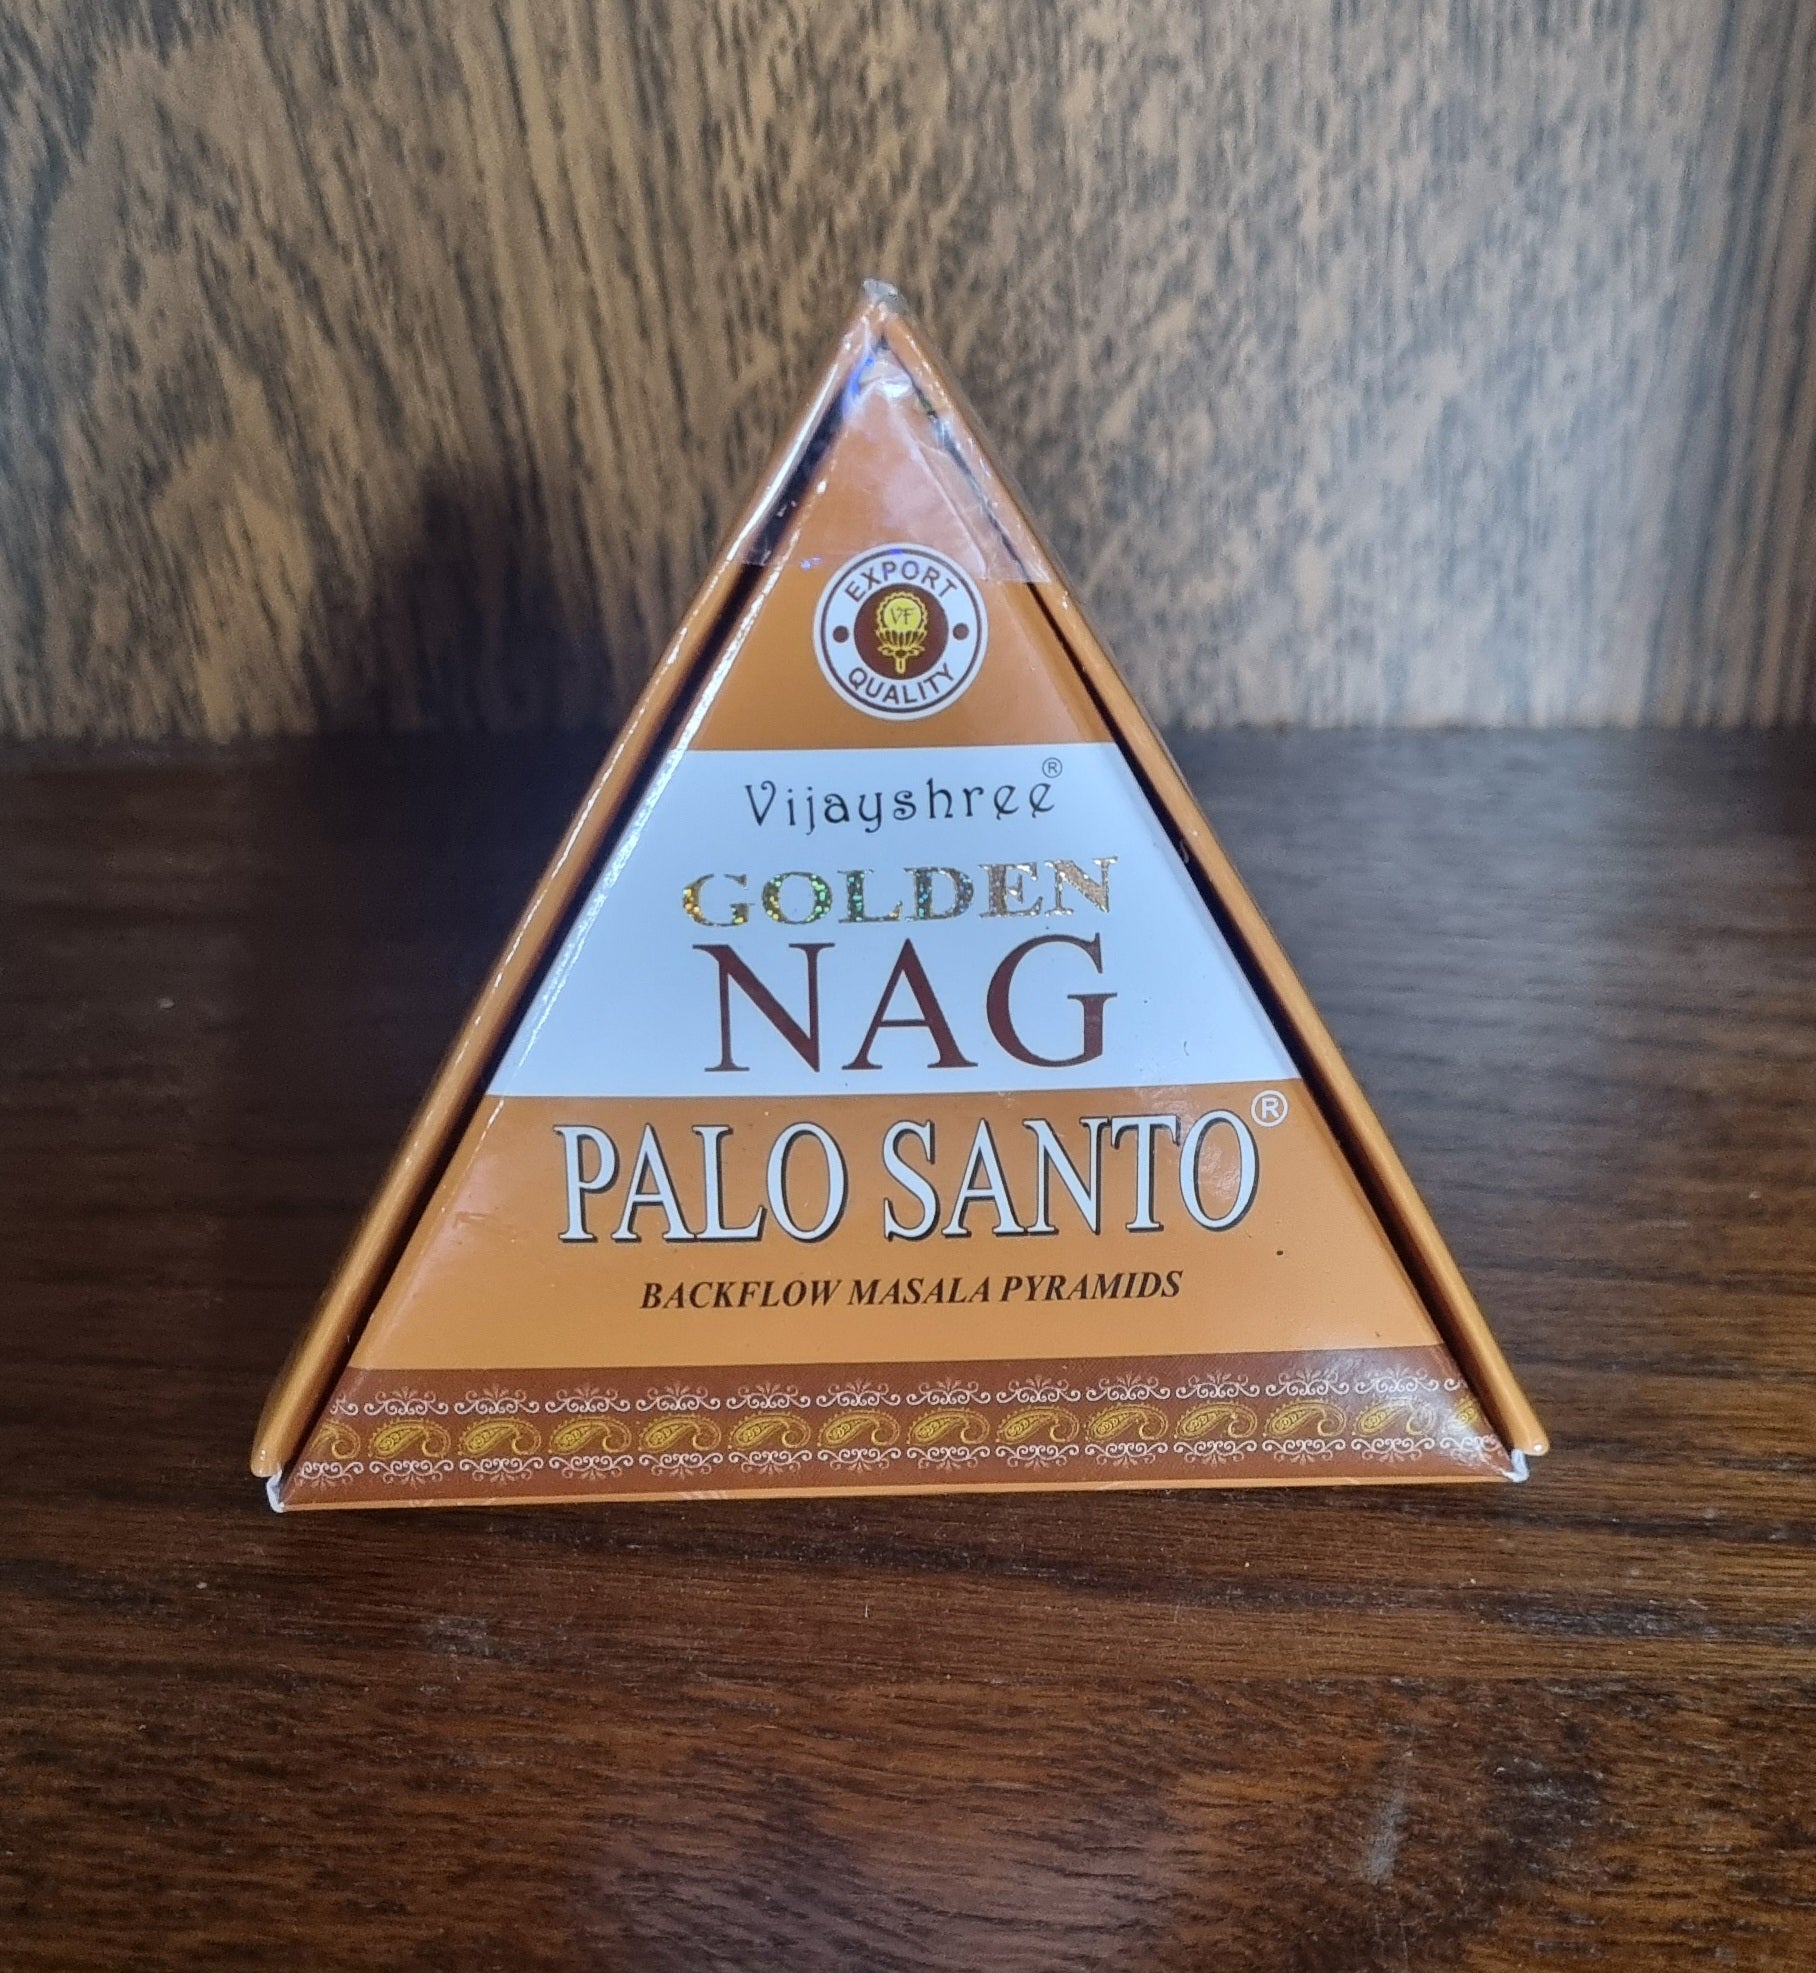 EXPORT
VF
QUALITY
Vijayshree®
GOLDEN
NAG
PALO SANTO®
BACKFLOW MASALA PYRAMIDS